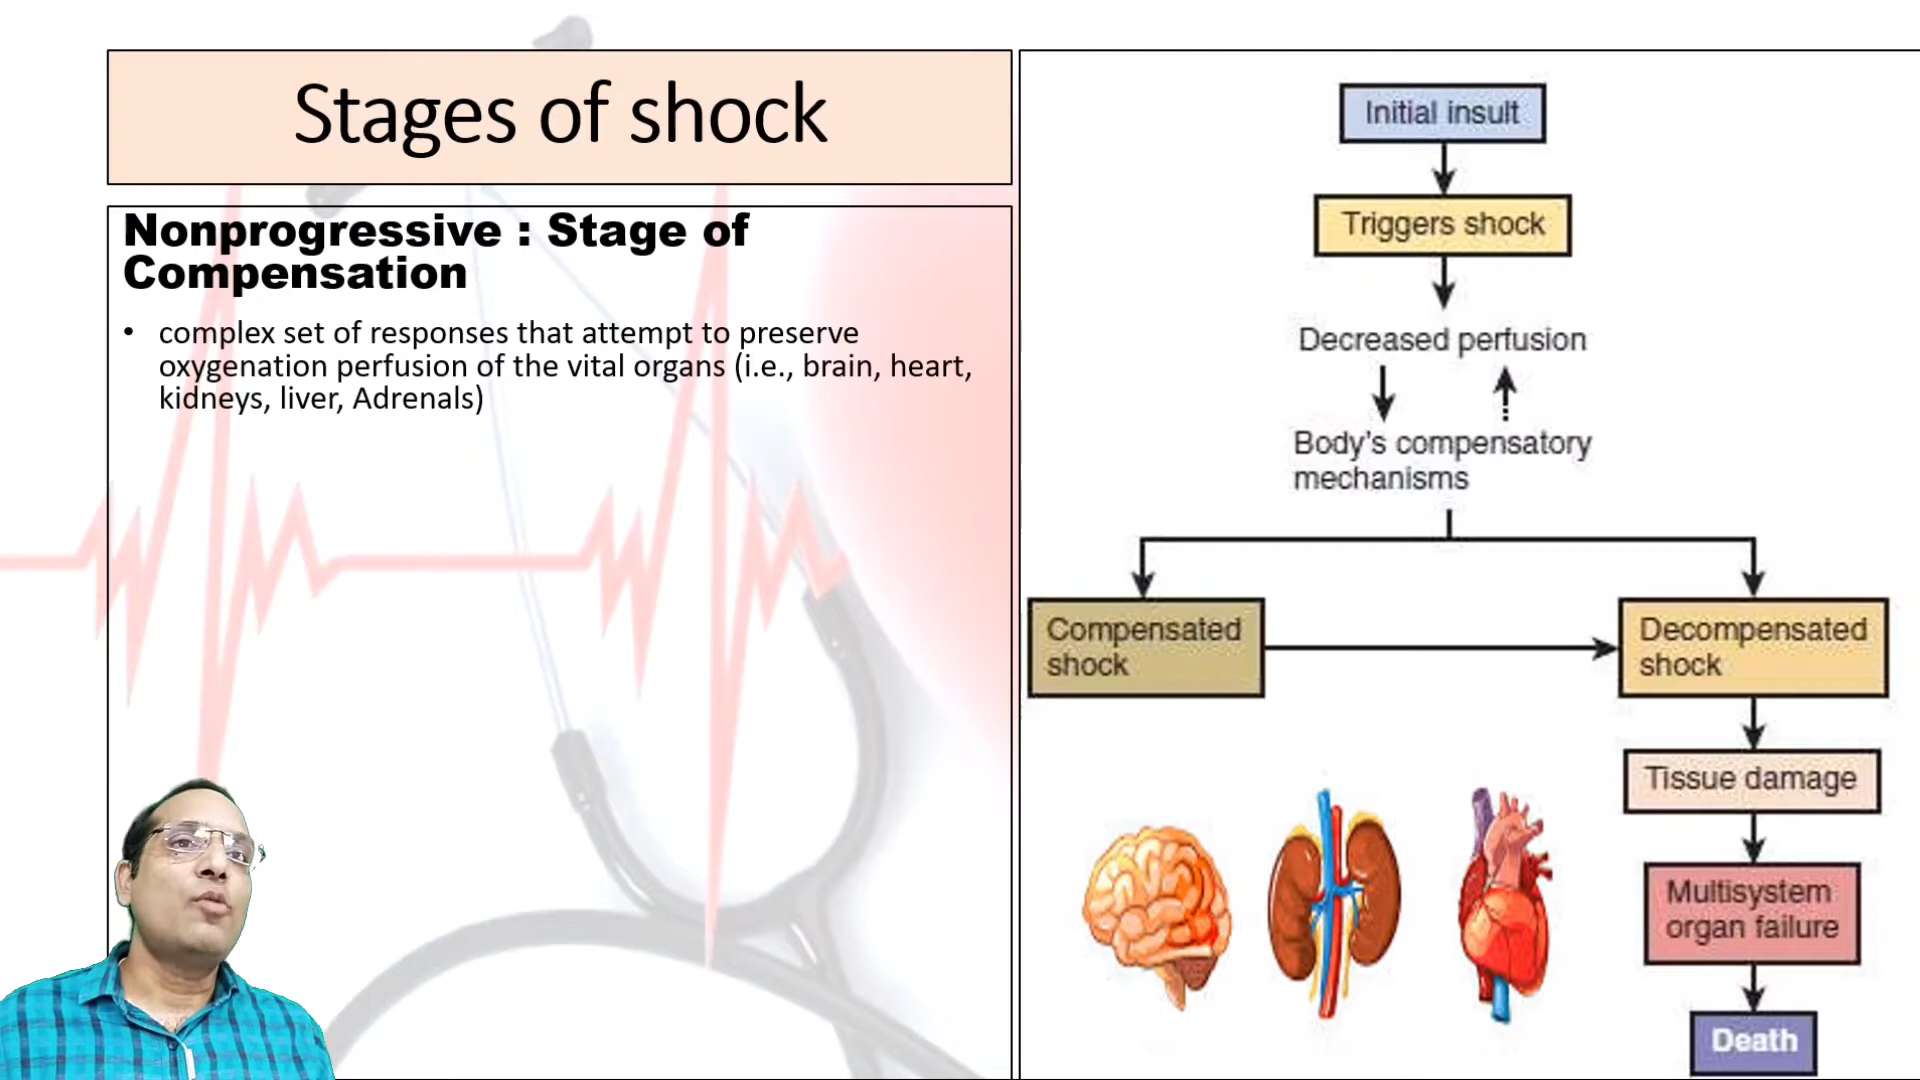 Stages of shock
Nonprogressive : Stage of
Compensation
• complex set of responses that attempt to preserve
oxygenation perfusion of the vital organs (i.e., brain, heart,
kidneys, liver, Adrenals)
Initial insult
Triggers shock
Decreased perfusion
Body's compensatory
mechanisms
Compensated
shock
Decompensated
shock
Tissue damage
Multisystem
organ failure
Death